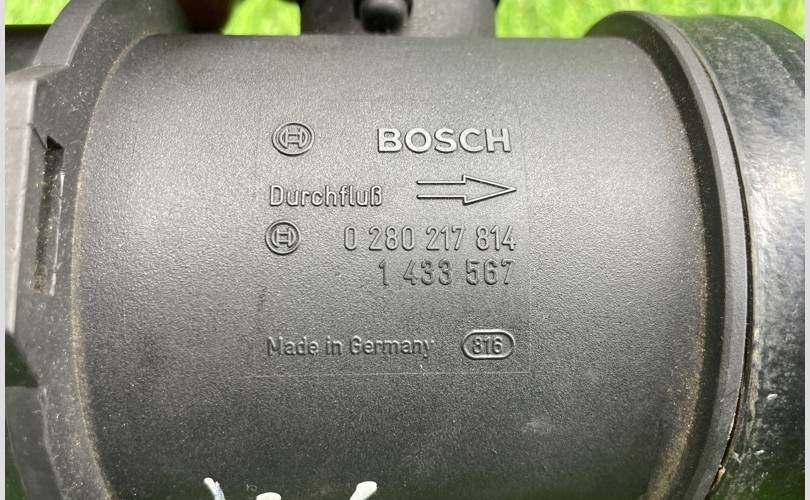 BOSCH
Durchfluß
0 280 217 814
1 433 567
Made in Germany 816